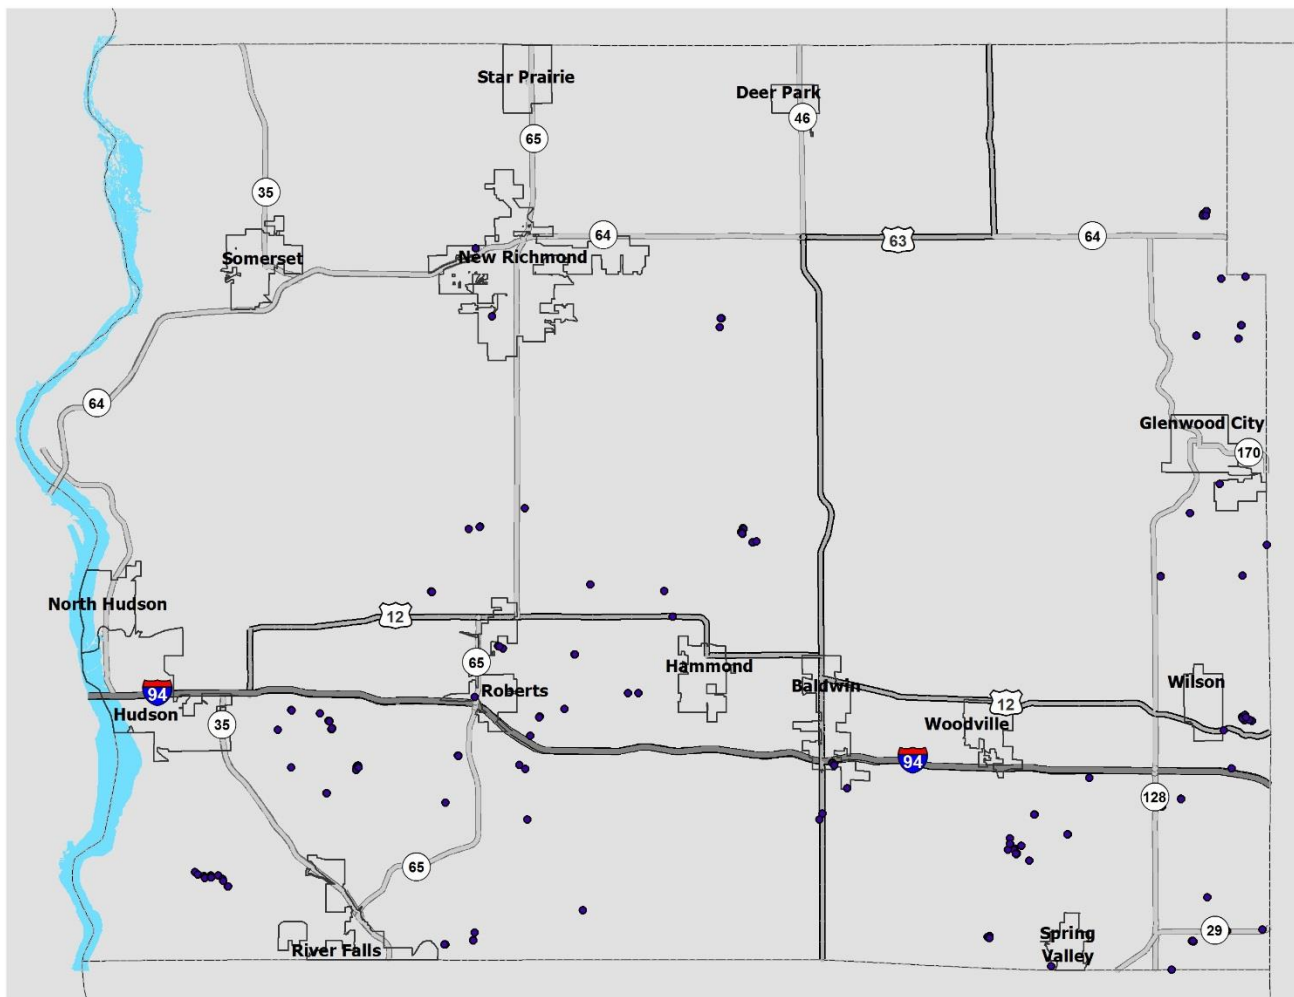 Star Prairie
Deer Park
46
65
35
64
63
64
Somerset
New Richmond
64
Glenwood City
170
North Hudson
12
65
Hammond
Roberts
Baldwin
Wilson
94
Hudson
35
12
Woodville
94
128
65
29
Spring
Valley
River Falls